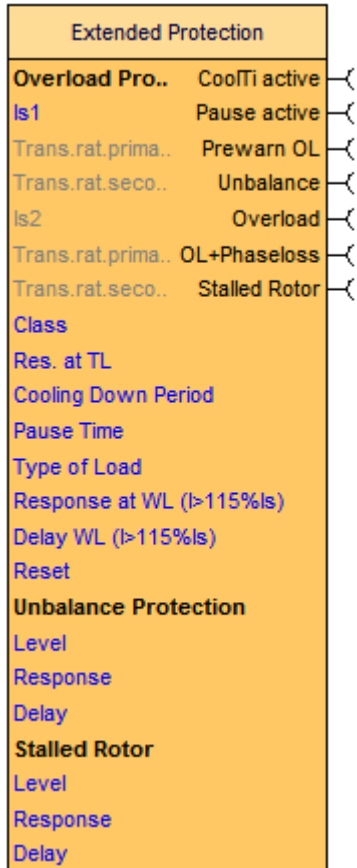 Extended Protection
Overload Pro.. CoolTi active
Is1 Pause active
Trans.rat.prima.. Prewarn OL
Trans.rat.seco.. Unbalance
Is2 Overload
Trans.rat.prima.. OL+Phaseloss
Trans.rat.seco.. Stalled Rotor
Class
Res. at TL
Cooling Down Period
Pause Time
Type of Load
Response at WL (I>115%Is)
Delay WL (I>115%Is)
Reset
Unbalance Protection
Level
Response
Delay
Stalled Rotor
Level
Response
Delay